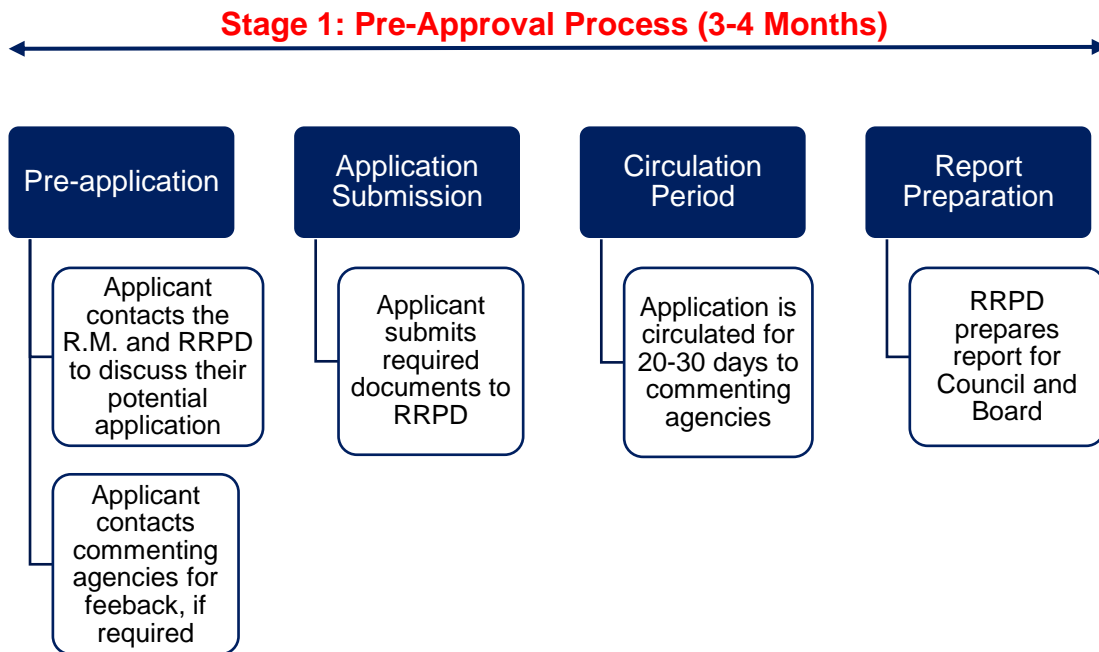 Stage 1: Pre-Approval Process (3-4 Months)
Pre-application
Applicant
contacts the
R.M. and RRPD
to discuss their
potential
application
Applicant
contacts
commenting
agencies for
feeback, if
required
Application
Submission
Applicant
submits
required
documents to
RRPD
Circulation
Period
Application is
circulated for
20-30 days to
commenting
agencies
Report
Preparation
RRPD
prepares
report for
Council and
Board